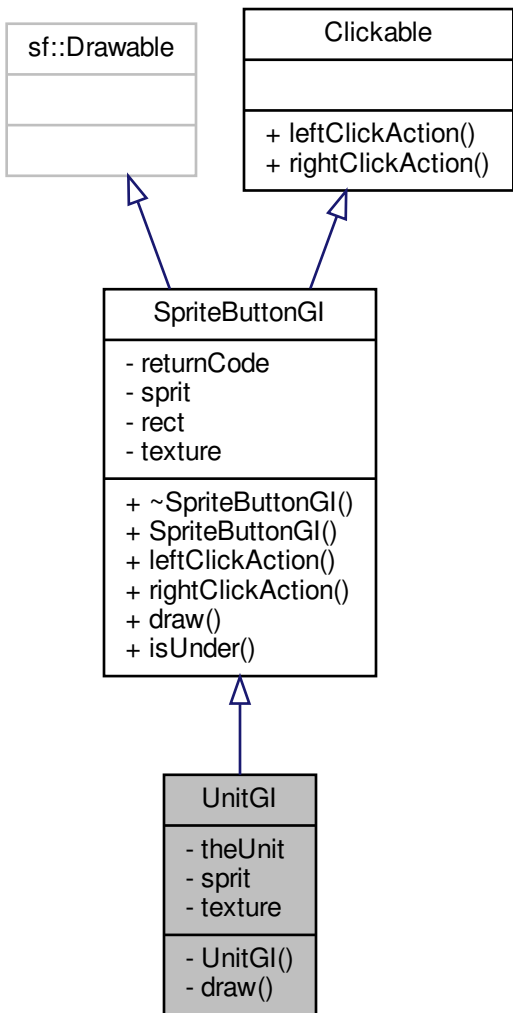 sf::Drawable
Clickable
+ leftClickAction()
+ rightClickAction()
SpriteButtonGI
- returnCode
- sprit
- rect
- texture
+ ~SpriteButtonGI()
+ SpriteButtonGI()
+ leftClickAction()
+ rightClickAction()
+ draw()
+ isUnder()
UnitGI
- theUnit
- sprit
- texture
- UnitGI()
- draw()